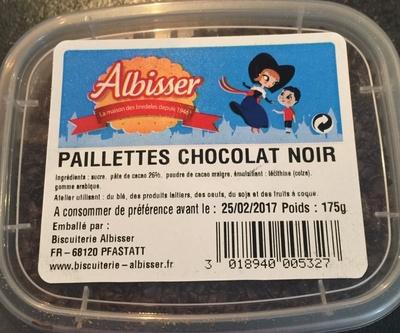 Albisser
La maison des bredeles depuis 1946
PAILLETTES CHOCOLAT NOIR
Ingrédients : sucre, pâte de cacao 26%, poudre de cacao maigre, émulsifiant : lécithine (colza),
gomme arabique.
Atelier utilisant : du blé, des produits laitiers, des oeufs, du soja et des fruits à coque.
A consommer de préférence avant le : 25/02/2017 Poids : 175g
Emballé par :
Biscuiterie Albisser
FR - 68120 PFASTATT
www.biscuiterie-albisser.fr
3 018940 005327